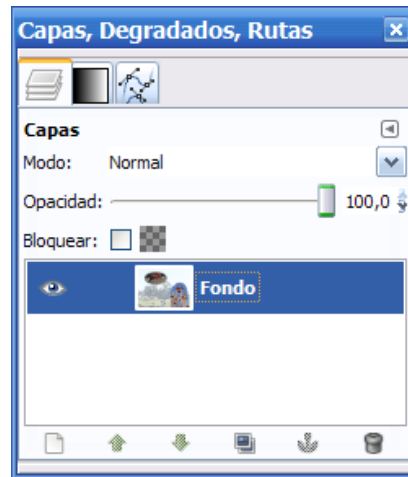 Capas, Degradados, Rutas
Capas
Modo: Normal
Opacidad: 100,0
Bloquear:
Fondo